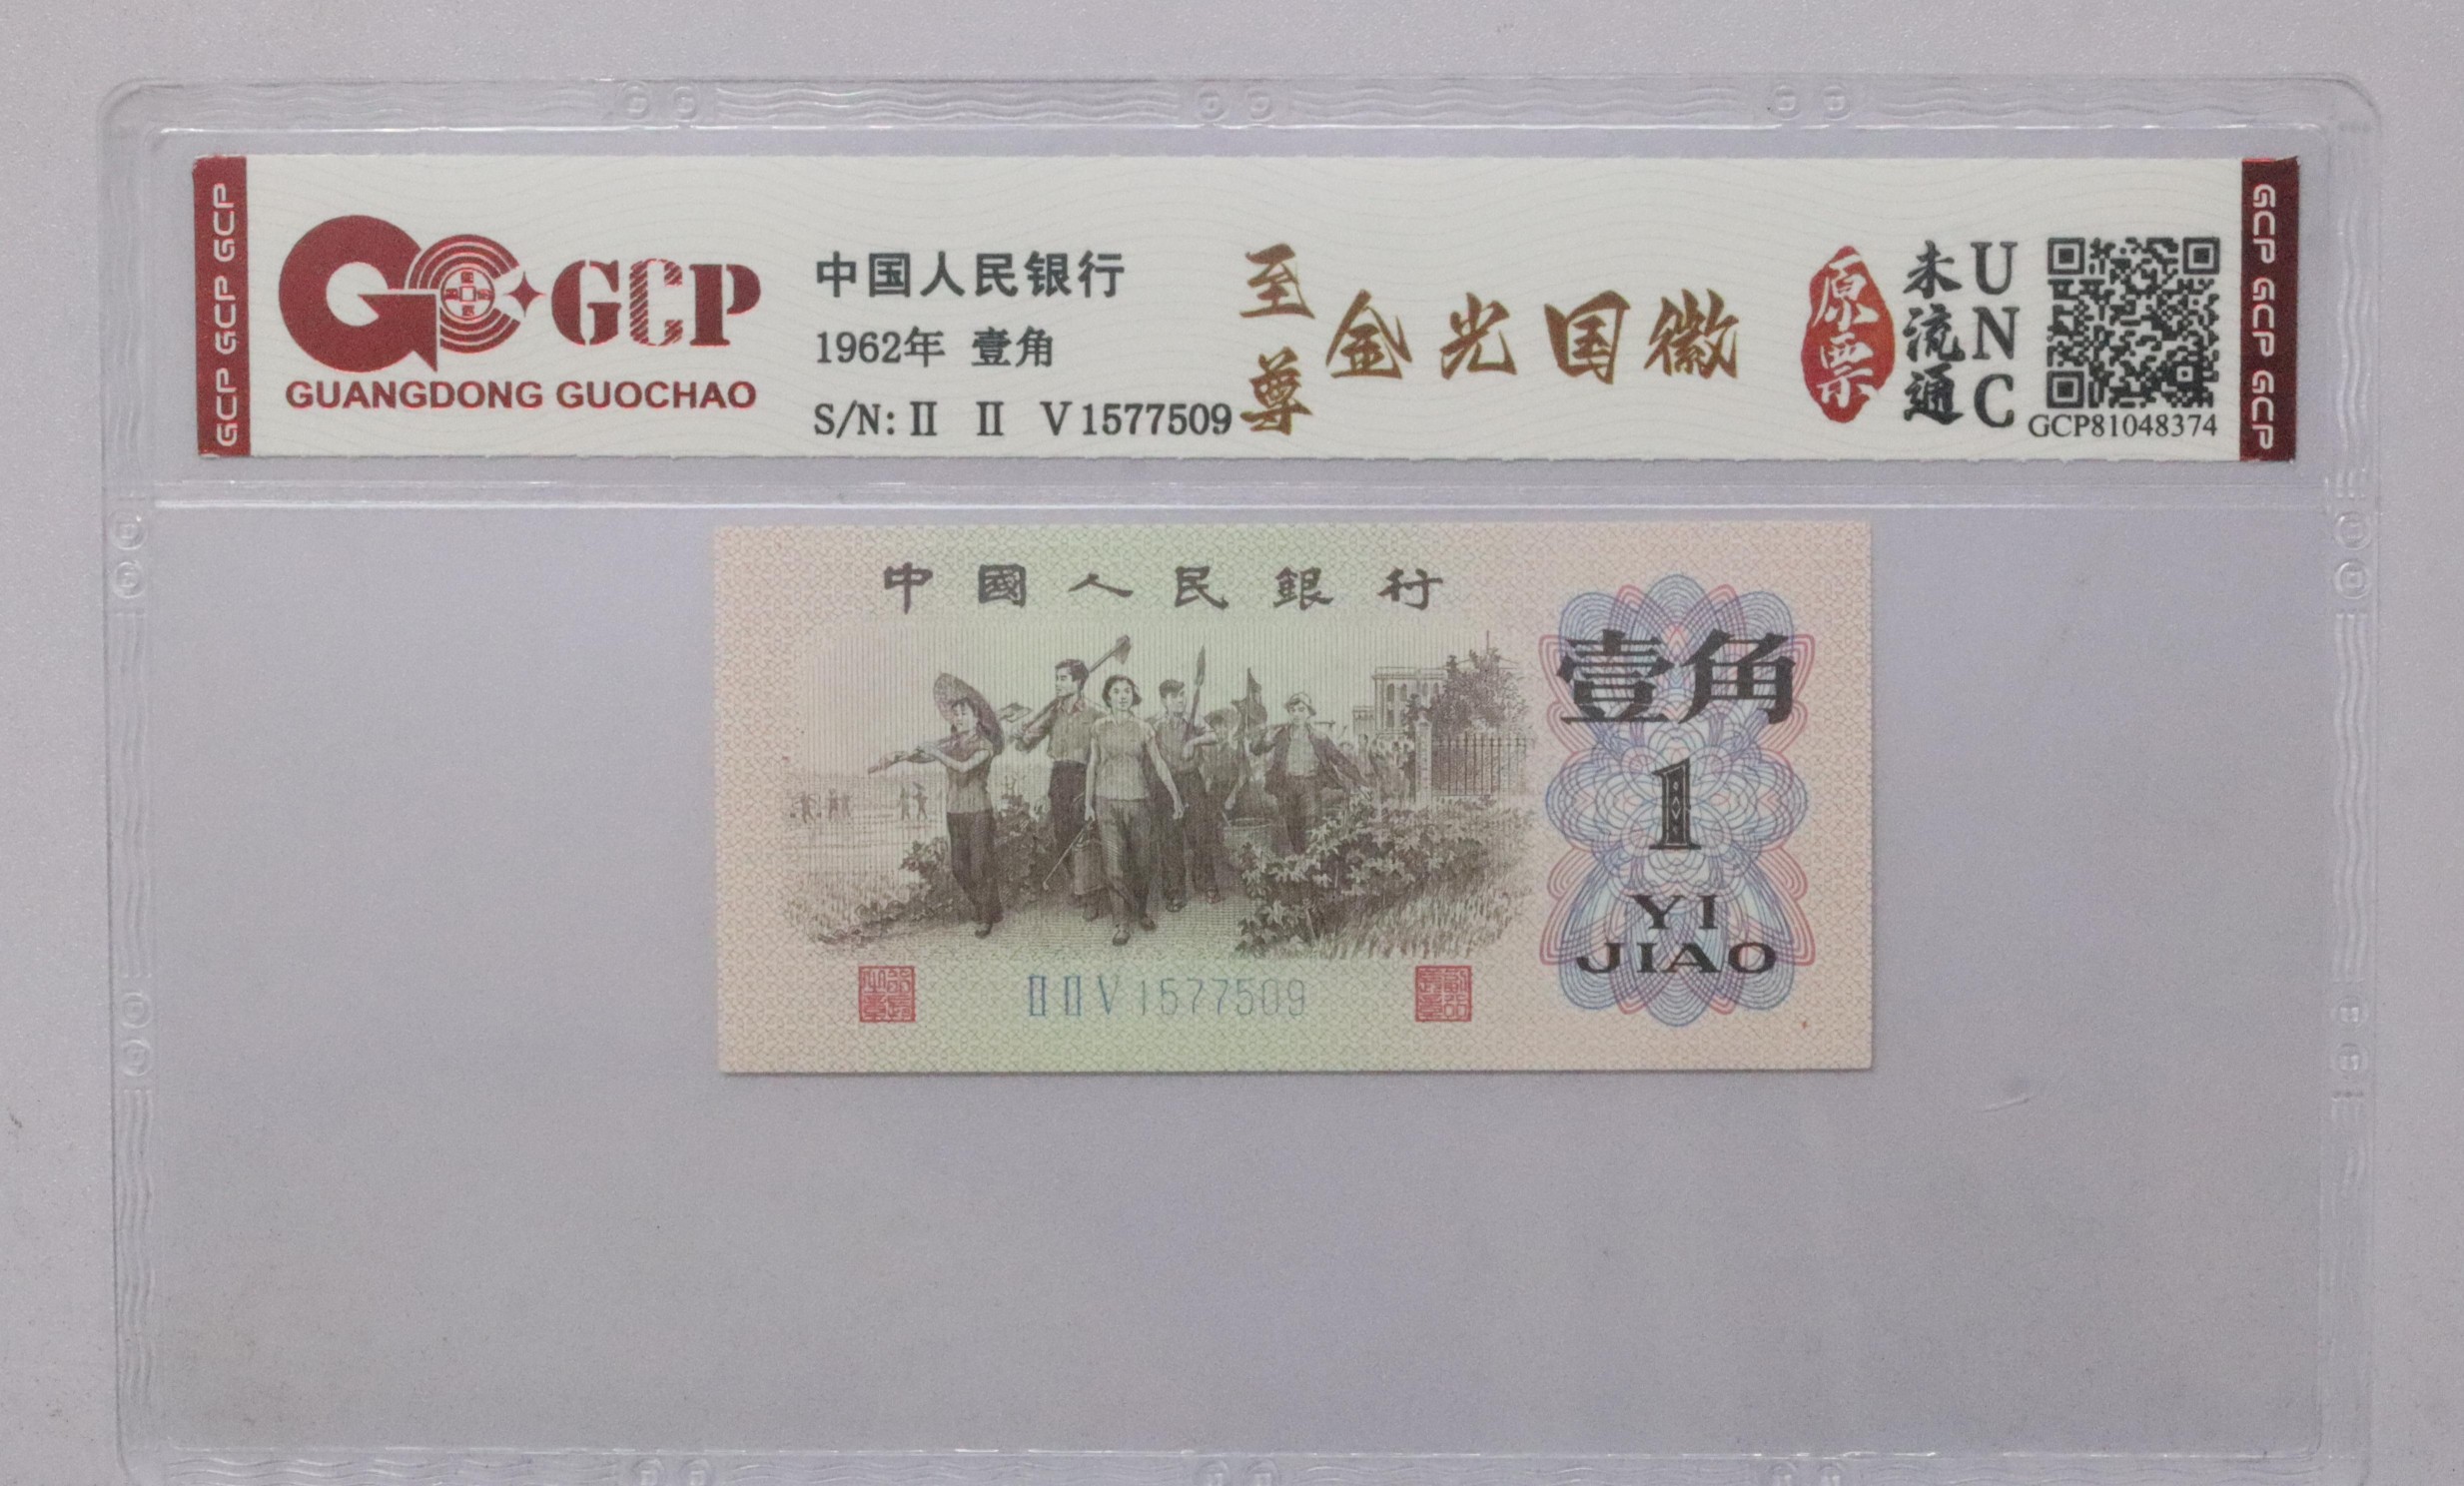 GCP GCP GCP
GCP
GUANGDONG GUOCHAO
中国人民银行
1962年 壹角
S/N: II II V 1577509
至尊
金光国徽
原票
未流通
UNC
GCP81048374
GCP GCP GCP
中國人民銀行
壹角
1
YI
JIAO
II II V 1577509